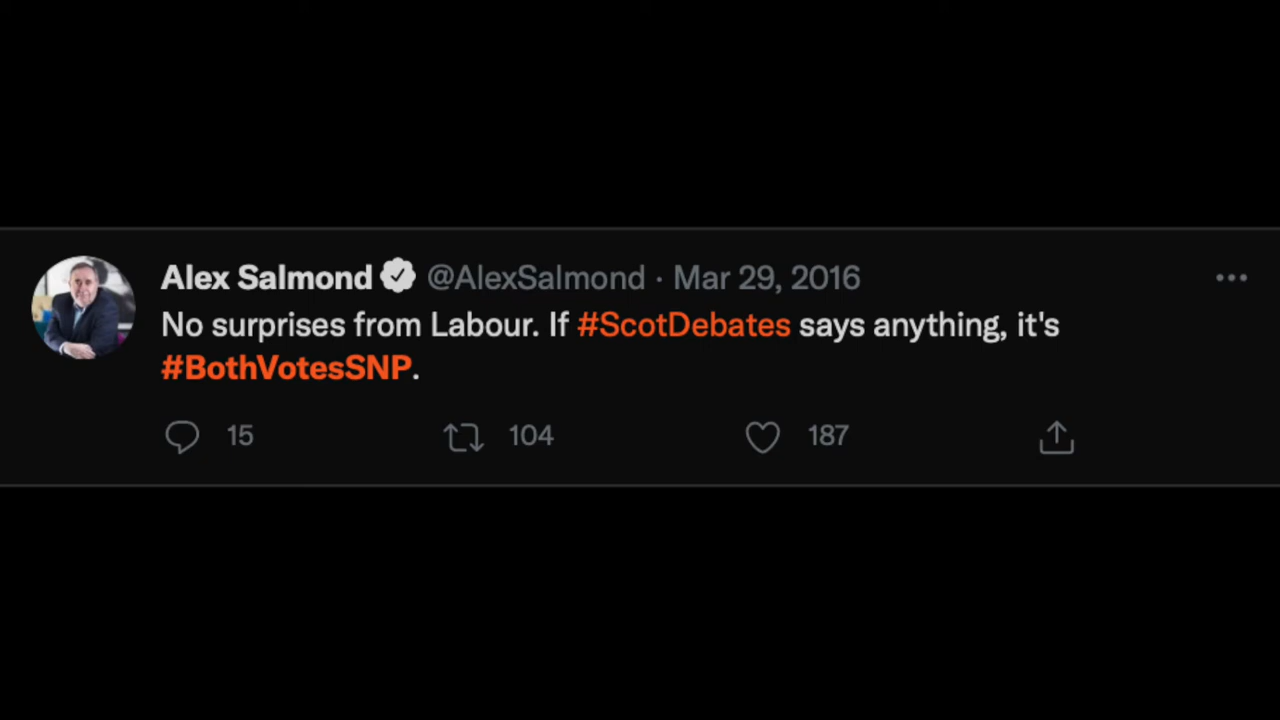 Alex Salmond @AlexSalmond · Mar 29, 2016
No surprises from Labour. If #ScotDebates says anything, it's
#BothVotesSNP.
15 104 187